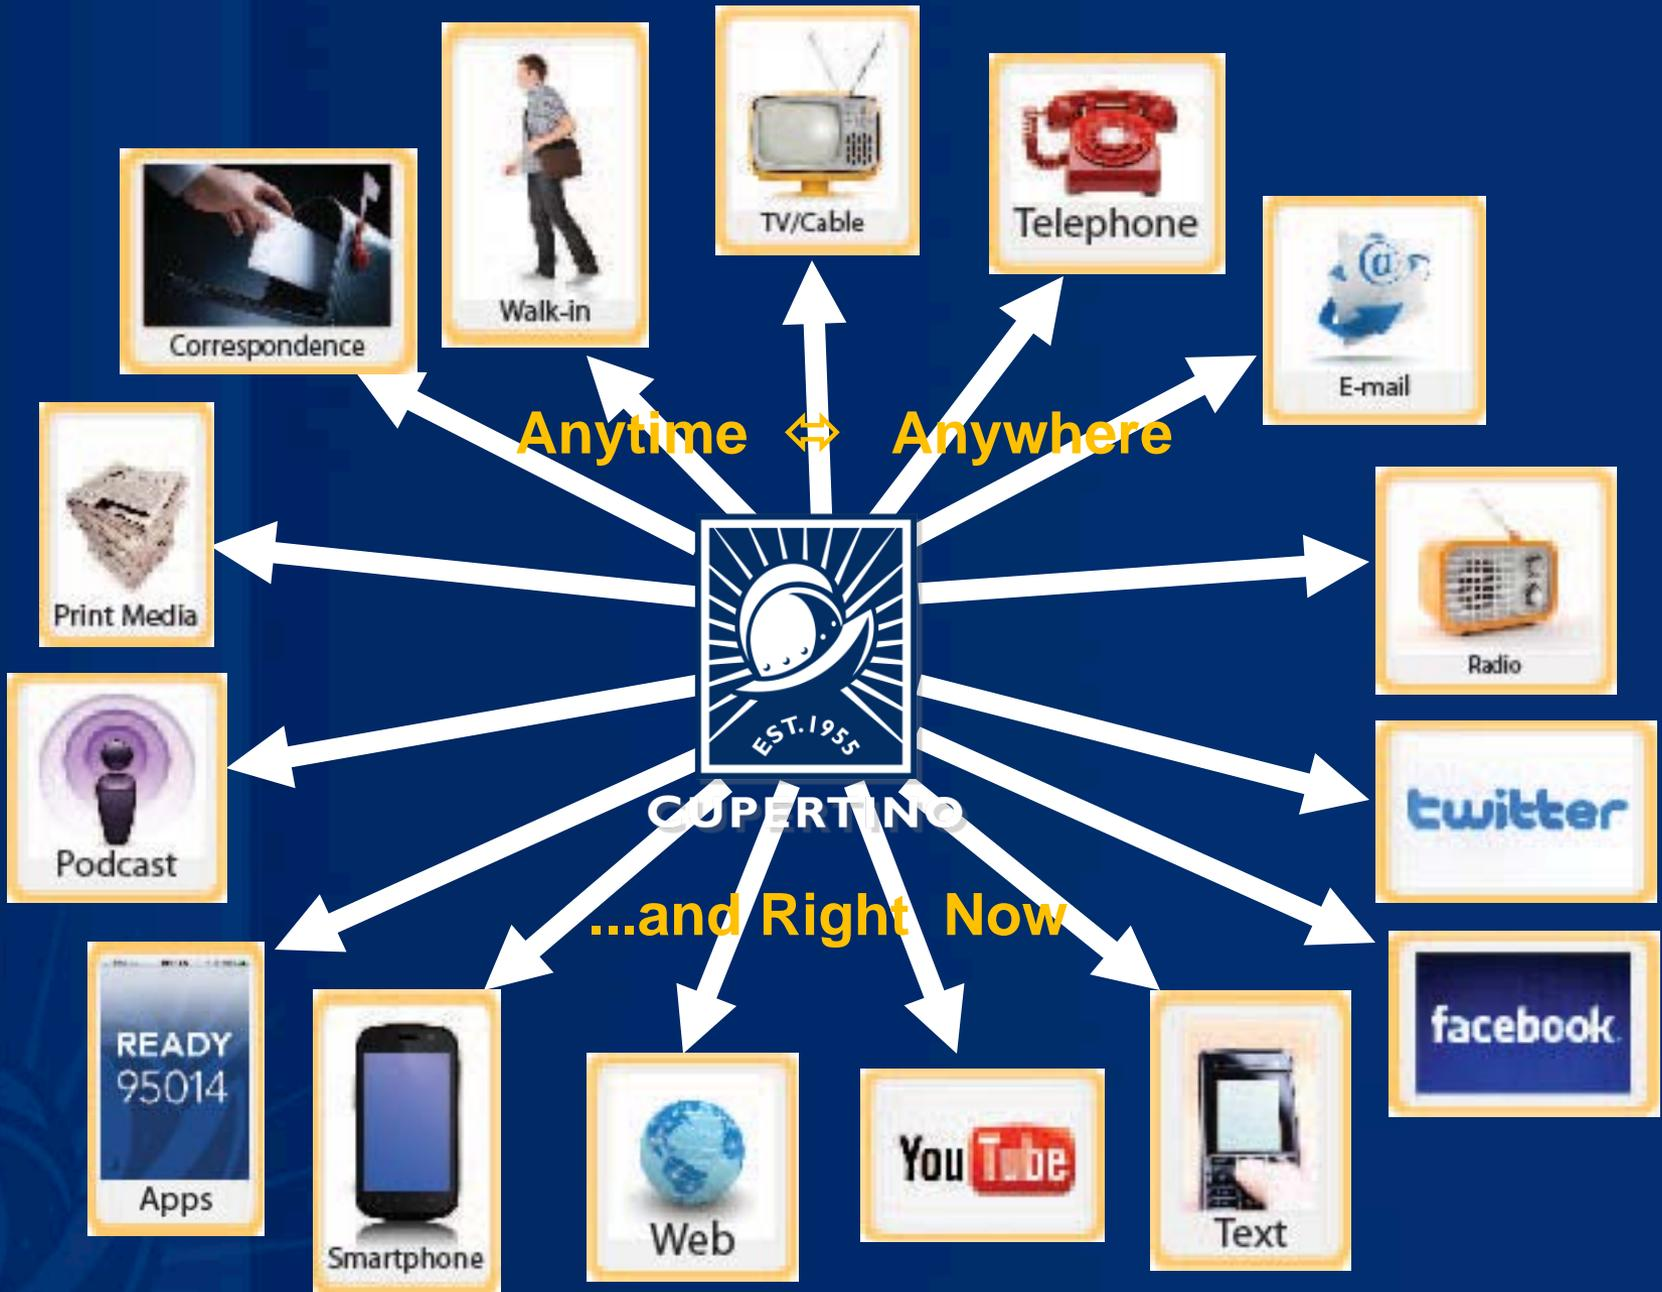 TV/Cable
Telephone
Walk-in
Correspondence
@
E-mail
Anytime ⬄ Anywhere
Print Media
Radio
EST. 1955
CUPERTINO
twitter
Podcast
...and Right Now
facebook
READY
95014
Apps
Smartphone
Web
YouTube
Text